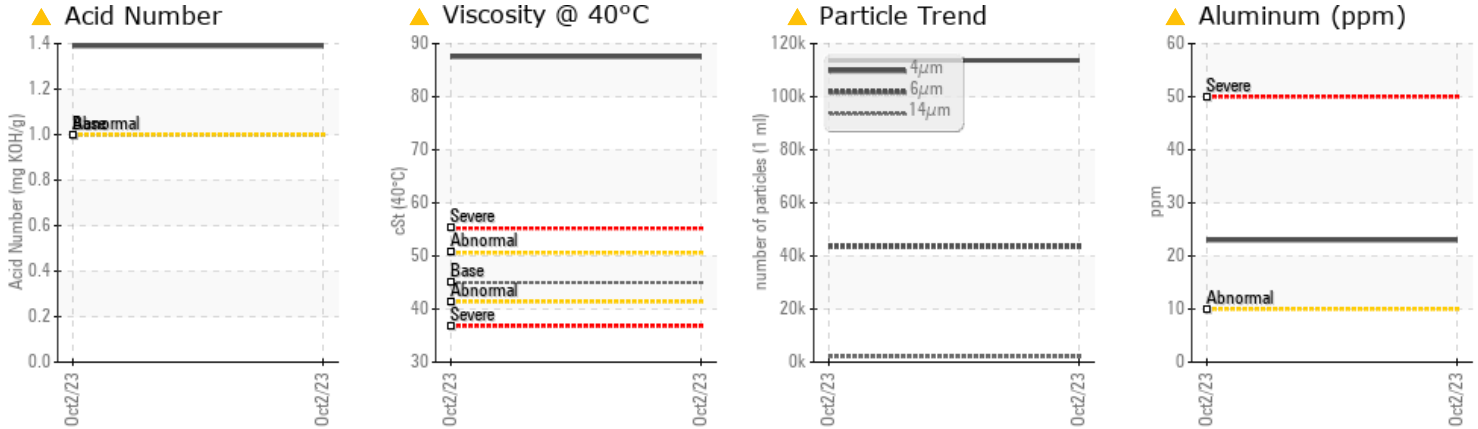 Acid Number
Acid Number (mg KOH/g)
1.4
1.2
1.0
0.8
0.6
0.4
0.2
0.0
Base
Abnormal
Oct2/23
Oct2/23
Viscosity @ 40°C
cSt (40°C)
90
80
70
60
50
40
30
Severe
Abnormal
Base
Abnormal
Severe
Oct2/23
Oct2/23
Particle Trend
number of particles (1 ml)
120k
100k
80k
60k
40k
20k
0k
4μm
6μm
14μm
Oct2/23
Oct2/23
Aluminum (ppm)
ppm
60
50
40
30
20
10
0
Severe
Abnormal
Oct2/23
Oct2/23